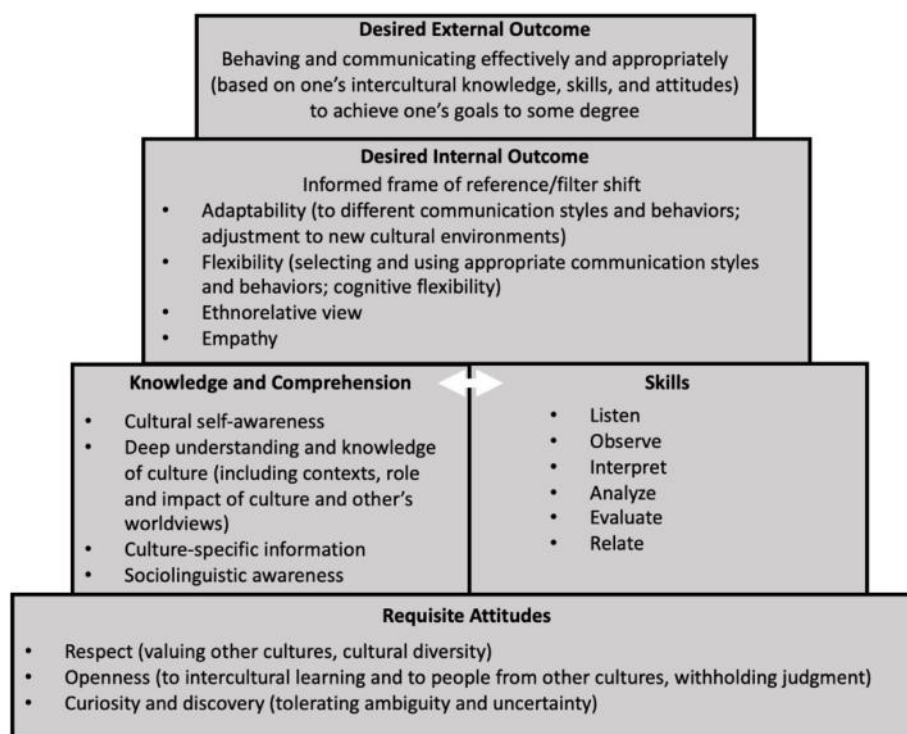 Desired External Outcome
Behaving and communicating effectively and appropriately
(based on one's intercultural knowledge, skills, and attitudes)
to achieve one's goals to some degree
Desired Internal Outcome
Informed frame of reference/filter shift
• Adaptability (to different communication styles and behaviors;
adjustment to new cultural environments)
• Flexibility (selecting and using appropriate communication styles
and behaviors; cognitive flexibility)
• Ethnorelative view
• Empathy
Knowledge and Comprehension
• Cultural self-awareness
• Deep understanding and knowledge
of culture (including contexts, role
and impact of culture and other's
worldviews)
• Culture-specific information
• Sociolinguistic awareness
Skills
• Listen
• Observe
• Interpret
• Analyze
• Evaluate
• Relate
Requisite Attitudes
• Respect (valuing other cultures, cultural diversity)
• Openness (to intercultural learning and to people from other cultures, withholding judgment)
• Curiosity and discovery (tolerating ambiguity and uncertainty)